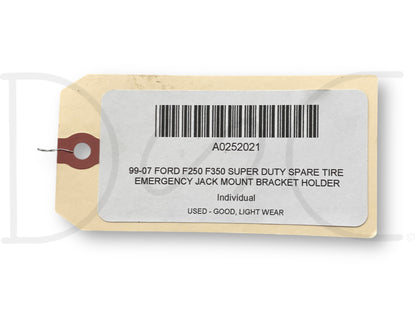 A0252021
99-07 FORD F250 F350 SUPER DUTY SPARE TIRE
EMERGENCY JACK MOUNT BRACKET HOLDER
Individual
USED - GOOD, LIGHT WEAR